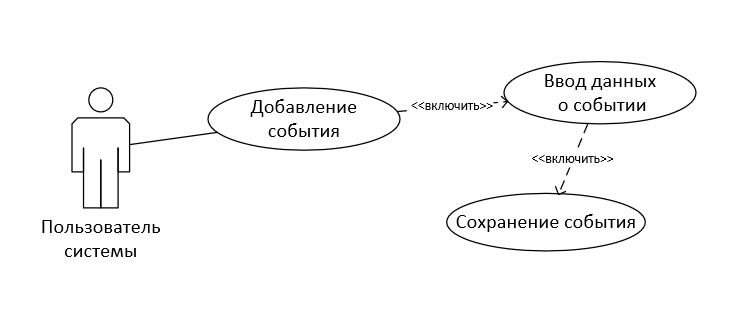 Ввод данных
о событии
Добавление
события
<<включить>>
<<включить>>
Сохранение события
Пользователь
системы